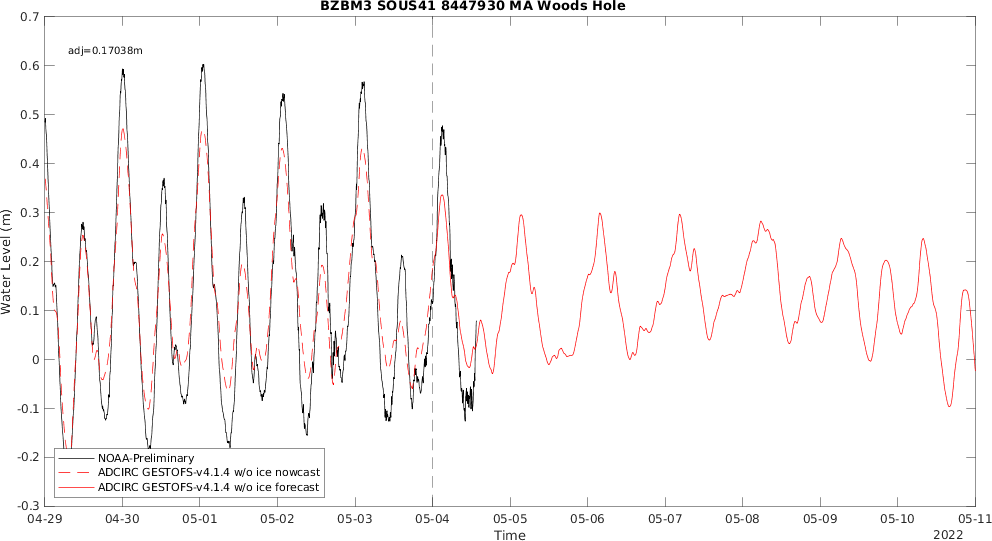 BZBM3 SOUS41 8447930 MA Woods Hole
0.7
adj=0.17038m
0.6
0.5
0.4
0.3
0.2
0.1
0
-0.1
-0.2
-0.3
Water Level (m)
NOAA-Preliminary
ADCIRC GESTOFS-v4.1.4 w/o ice nowcast
ADCIRC GESTOFS-v4.1.4 w/o ice forecast
04-29 04-30 05-01 05-02 05-03 05-04 05-05 05-06 05-07 05-08 05-09 05-10 05-11
Time
2022